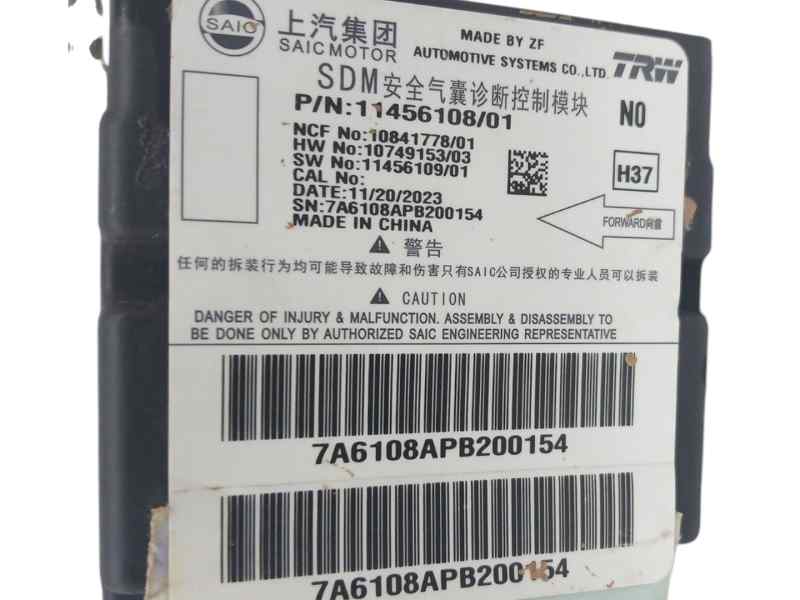 SAIC
上汽集团
SAICMOTOR
MADE BY ZF
AUTOMOTIVE SYSTEMS CO.,LTD.
TRW
SDM安全气囊诊断控制模块
P/N:11456108/01
N0
NCF No:10841778/01
HW No:10749153/03
SW No:11456109/01
CAL No:
DATE:11/20/2023
SN:7A6108APB200154
MADE IN CHINA
H37
FORWARD向前
警告
任何的拆装行为均可能导致故障和伤害只有SAIC公司授权的专业人员可以拆装
CAUTION
DANGER OF INJURY & MALFUNCTION. ASSEMBLY & DISASSEMBLY TO
BE DONE ONLY BY AUTHORIZED SAIC ENGINEERING REPRESENTATIVE
7A6108APB200154
7A6108APB200154